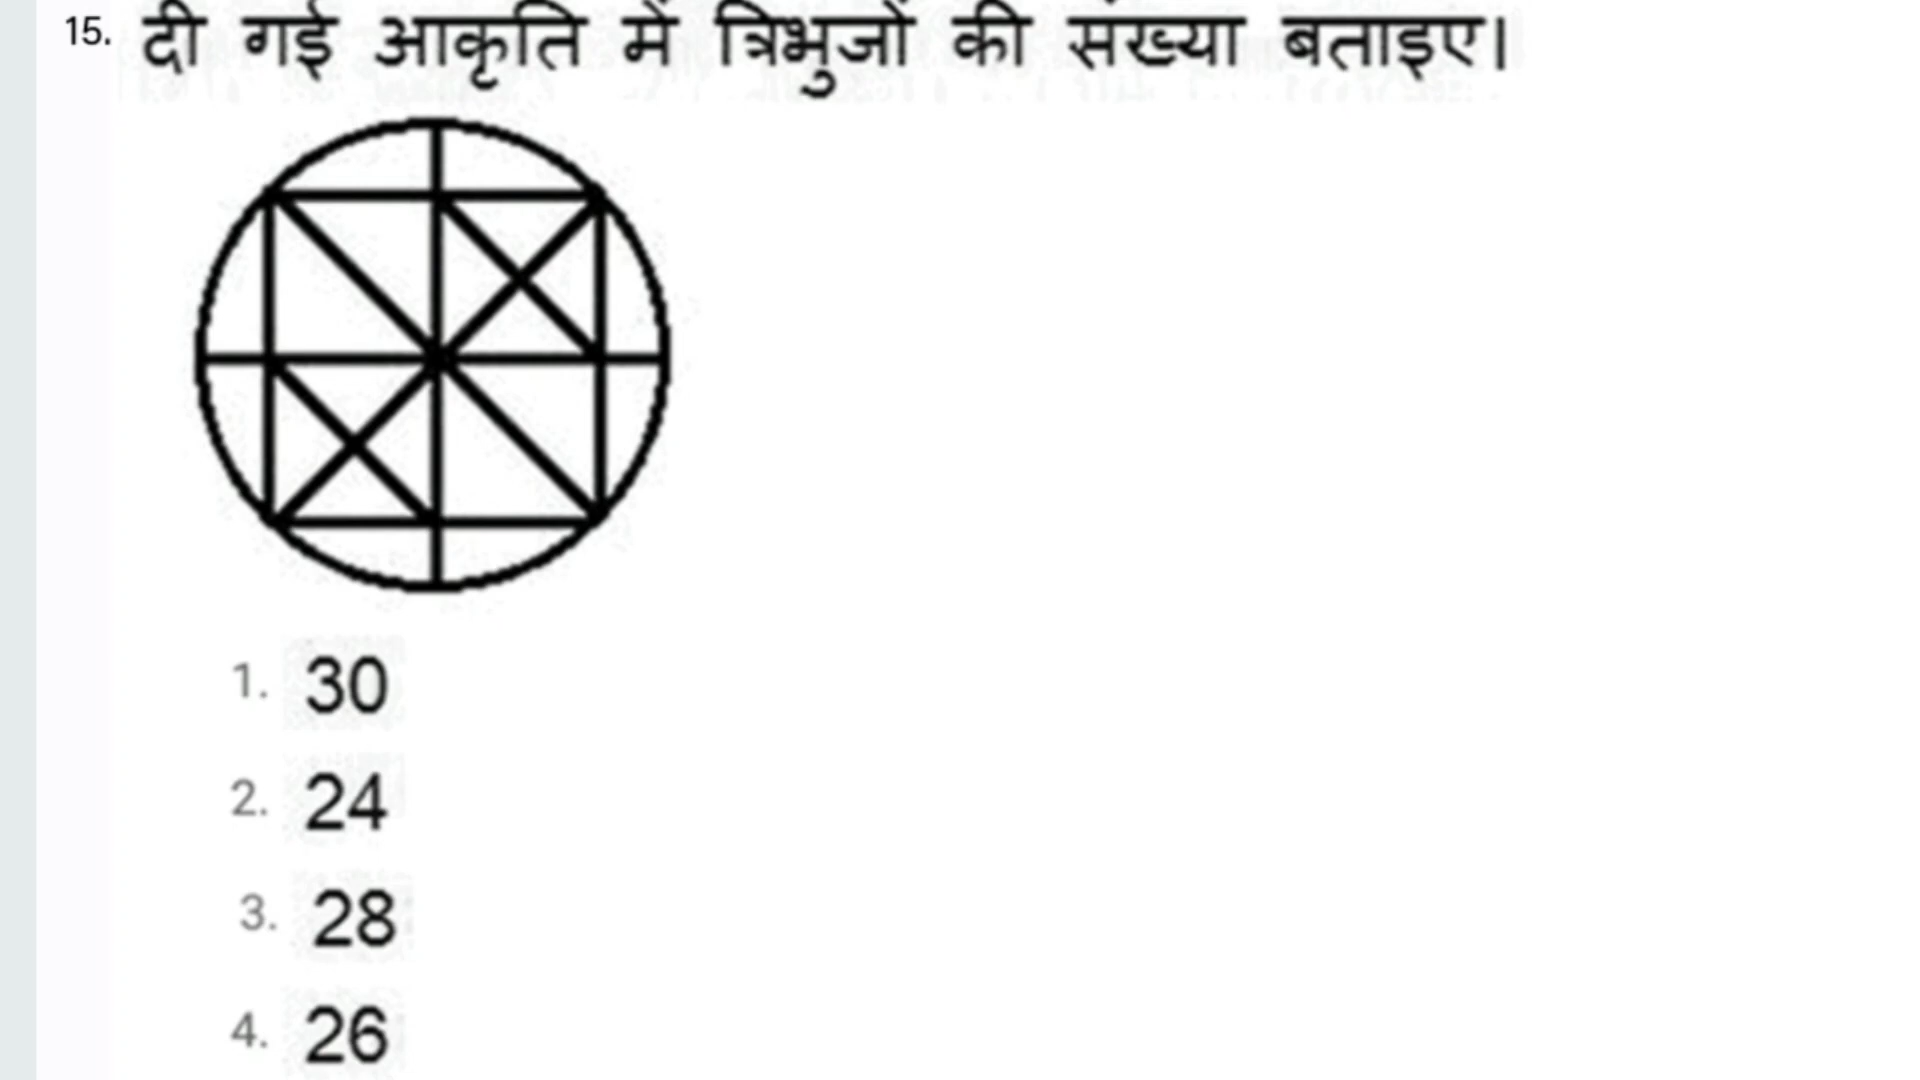 15. दी गई आकृति में त्रिभुजों की संख्या बताइए।
1. 30
2. 24
3. 28
4. 26